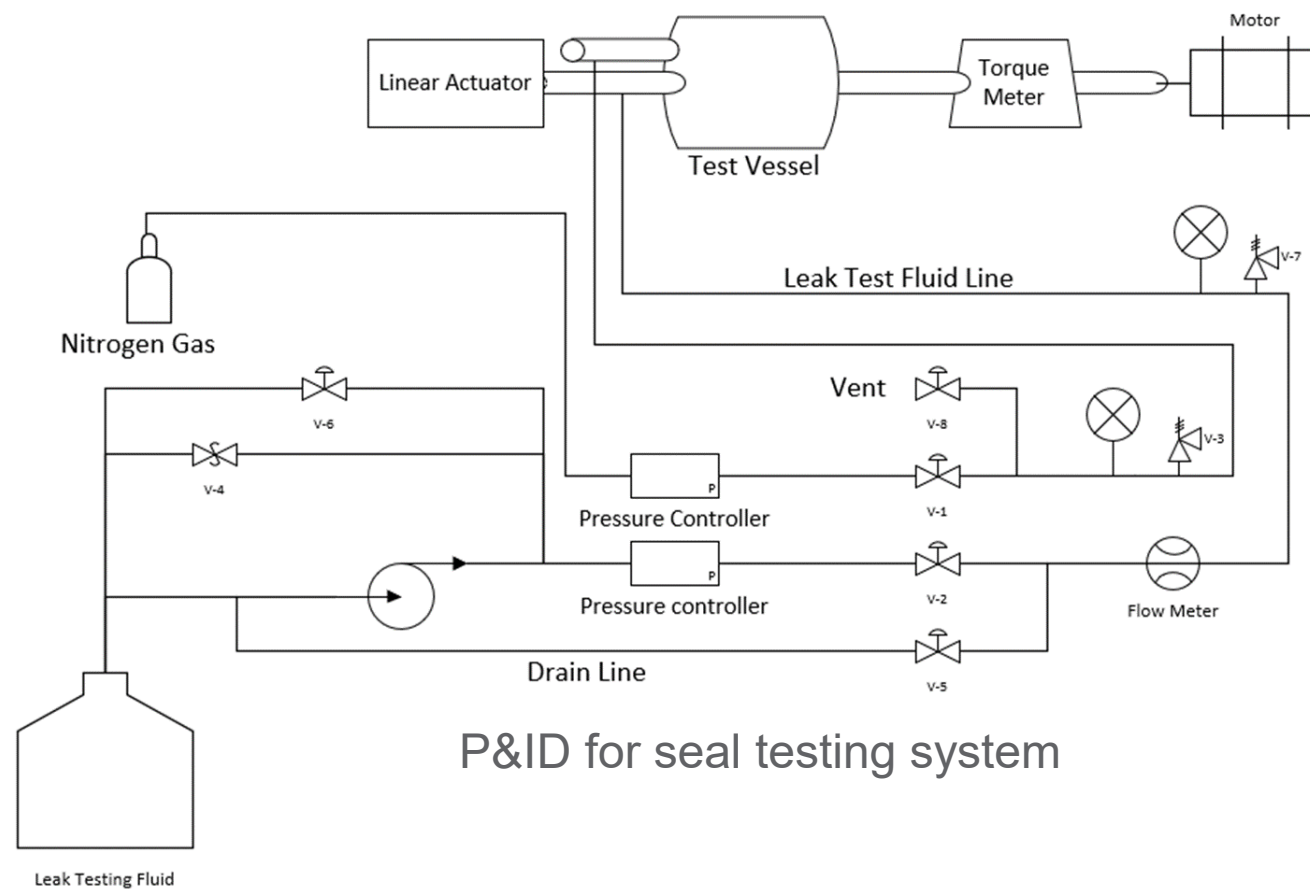 Motor
Linear Actuator
Torque
Meter
Test Vessel
V-7
Leak Test Fluid Line
Nitrogen Gas
Vent
V-6
V-8
V-3
V-4
P
V-1
Pressure Controller
P
V-2
Pressure controller
Flow Meter
Drain Line
V-5
P&ID for seal testing system
Leak Testing Fluid